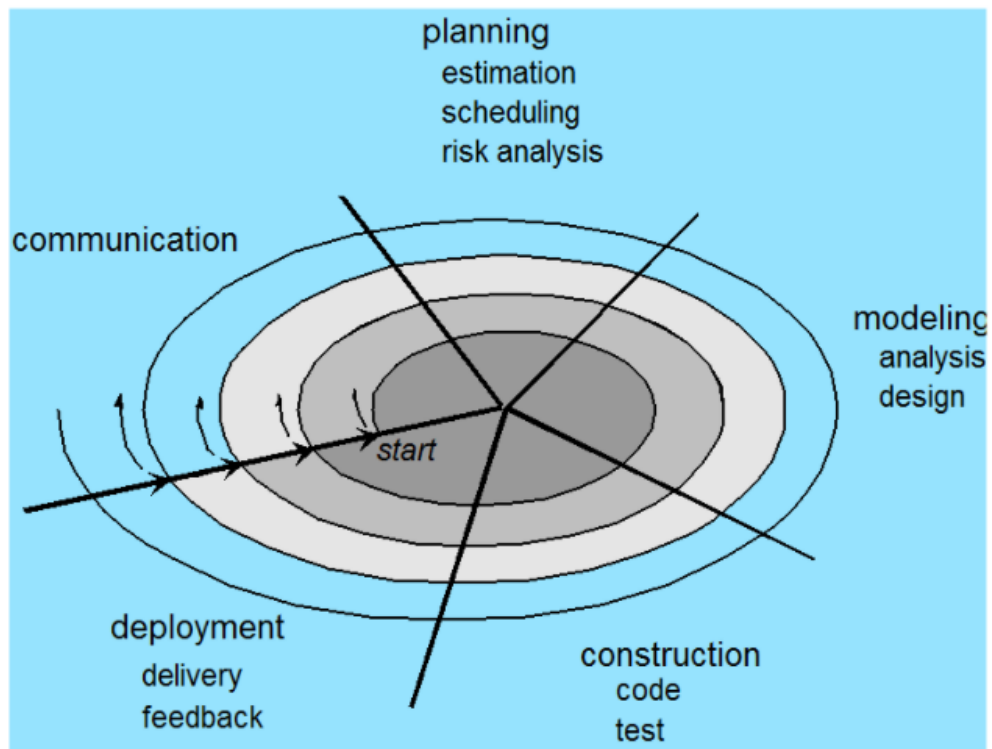 planning
estimation
scheduling
risk analysis
communication
modeling
analysis
design
start
deployment
delivery
feedback
construction
code
test